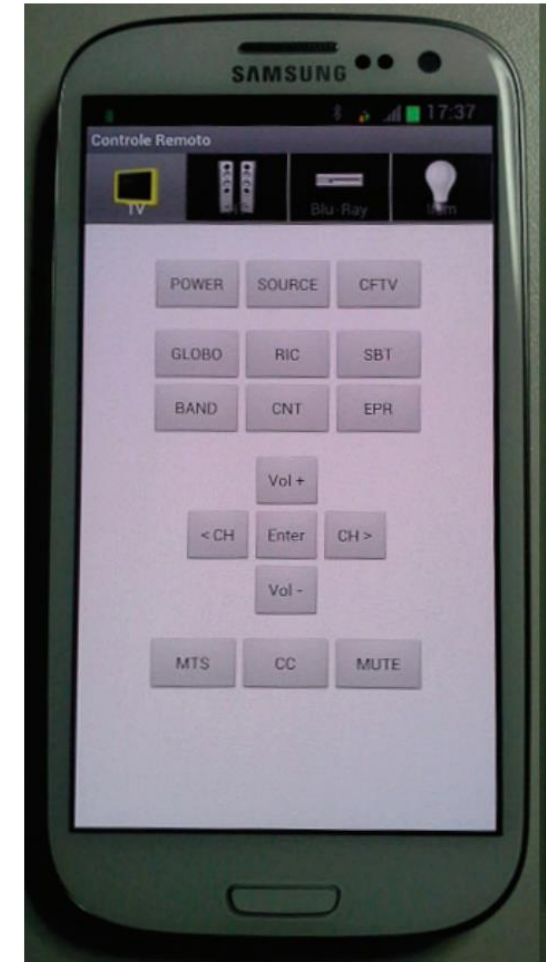 SAMSUNG
17:37
Controle Remoto
TV Blu-Ray
POWER SOURCE CFTV
GLOBO RIC SBT
BAND CNT EPR
Vol +
< CH Enter CH >
Vol -
MTS CC MUTE